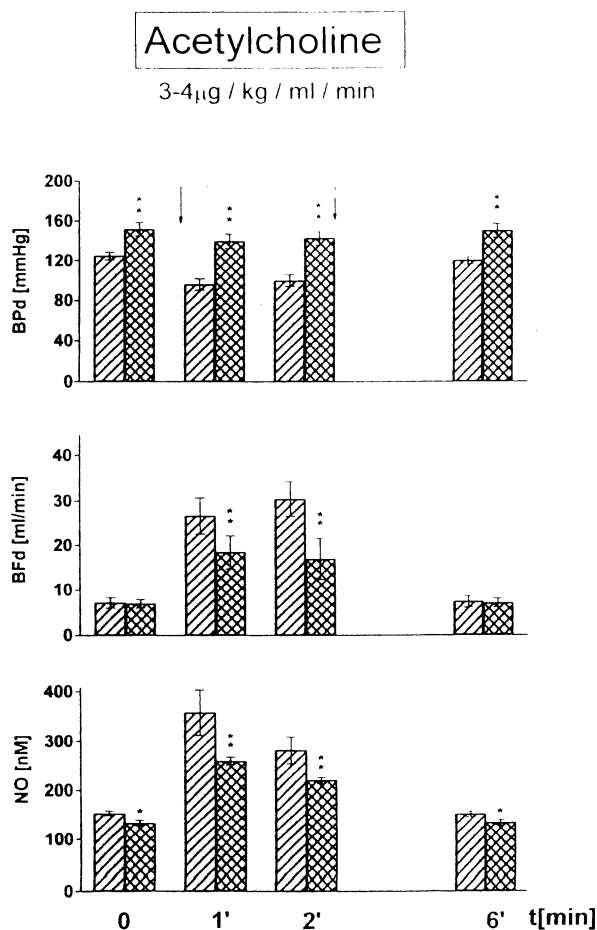 Acetylcholine
3-4µg / kg / ml / min
BPd [mmHg]
200
160
120
80
40
0
** ** ** **
BFd [ml/min]
40
30
20
10
0
** **
NO [nM]
400
300
200
100
0
* ** ** *
0 1' 2' 6' t[min]